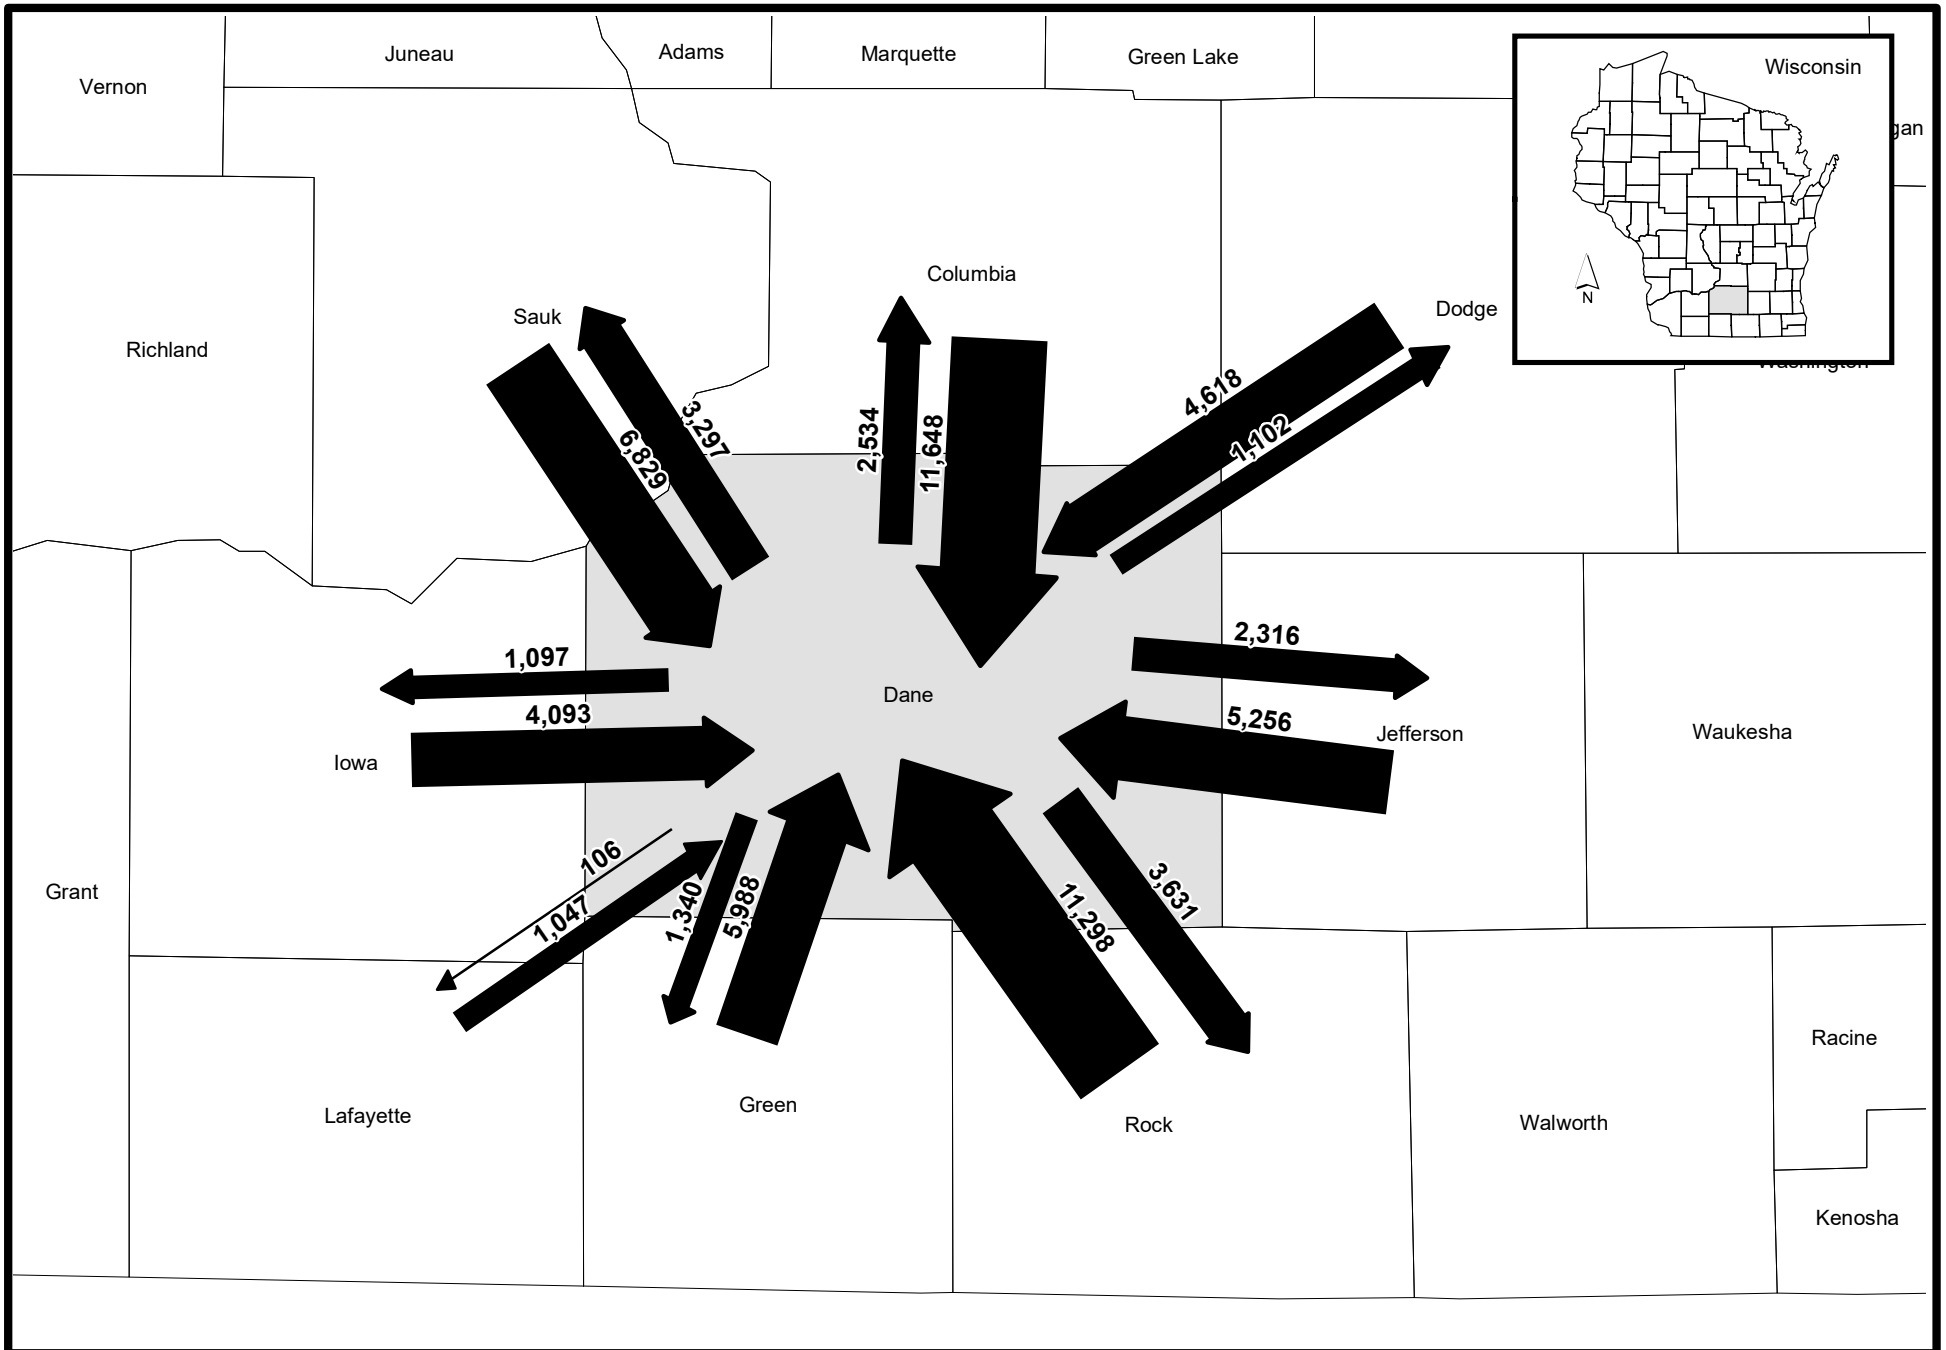 Vernon
Juneau
Adams
Marquette
Green Lake
Wisconsin
gan
N
Washington
Richland
Sauk
Columbia
Dodge
3,297
6,829
2,534
11,648
4,618
1,102
1,097
4,093
Iowa
Dane
2,316
5,256
Jefferson
Waukesha
Grant
106
1,047
1,340
5,988
11,298
3,631
Lafayette
Green
Rock
Walworth
Racine
Kenosha